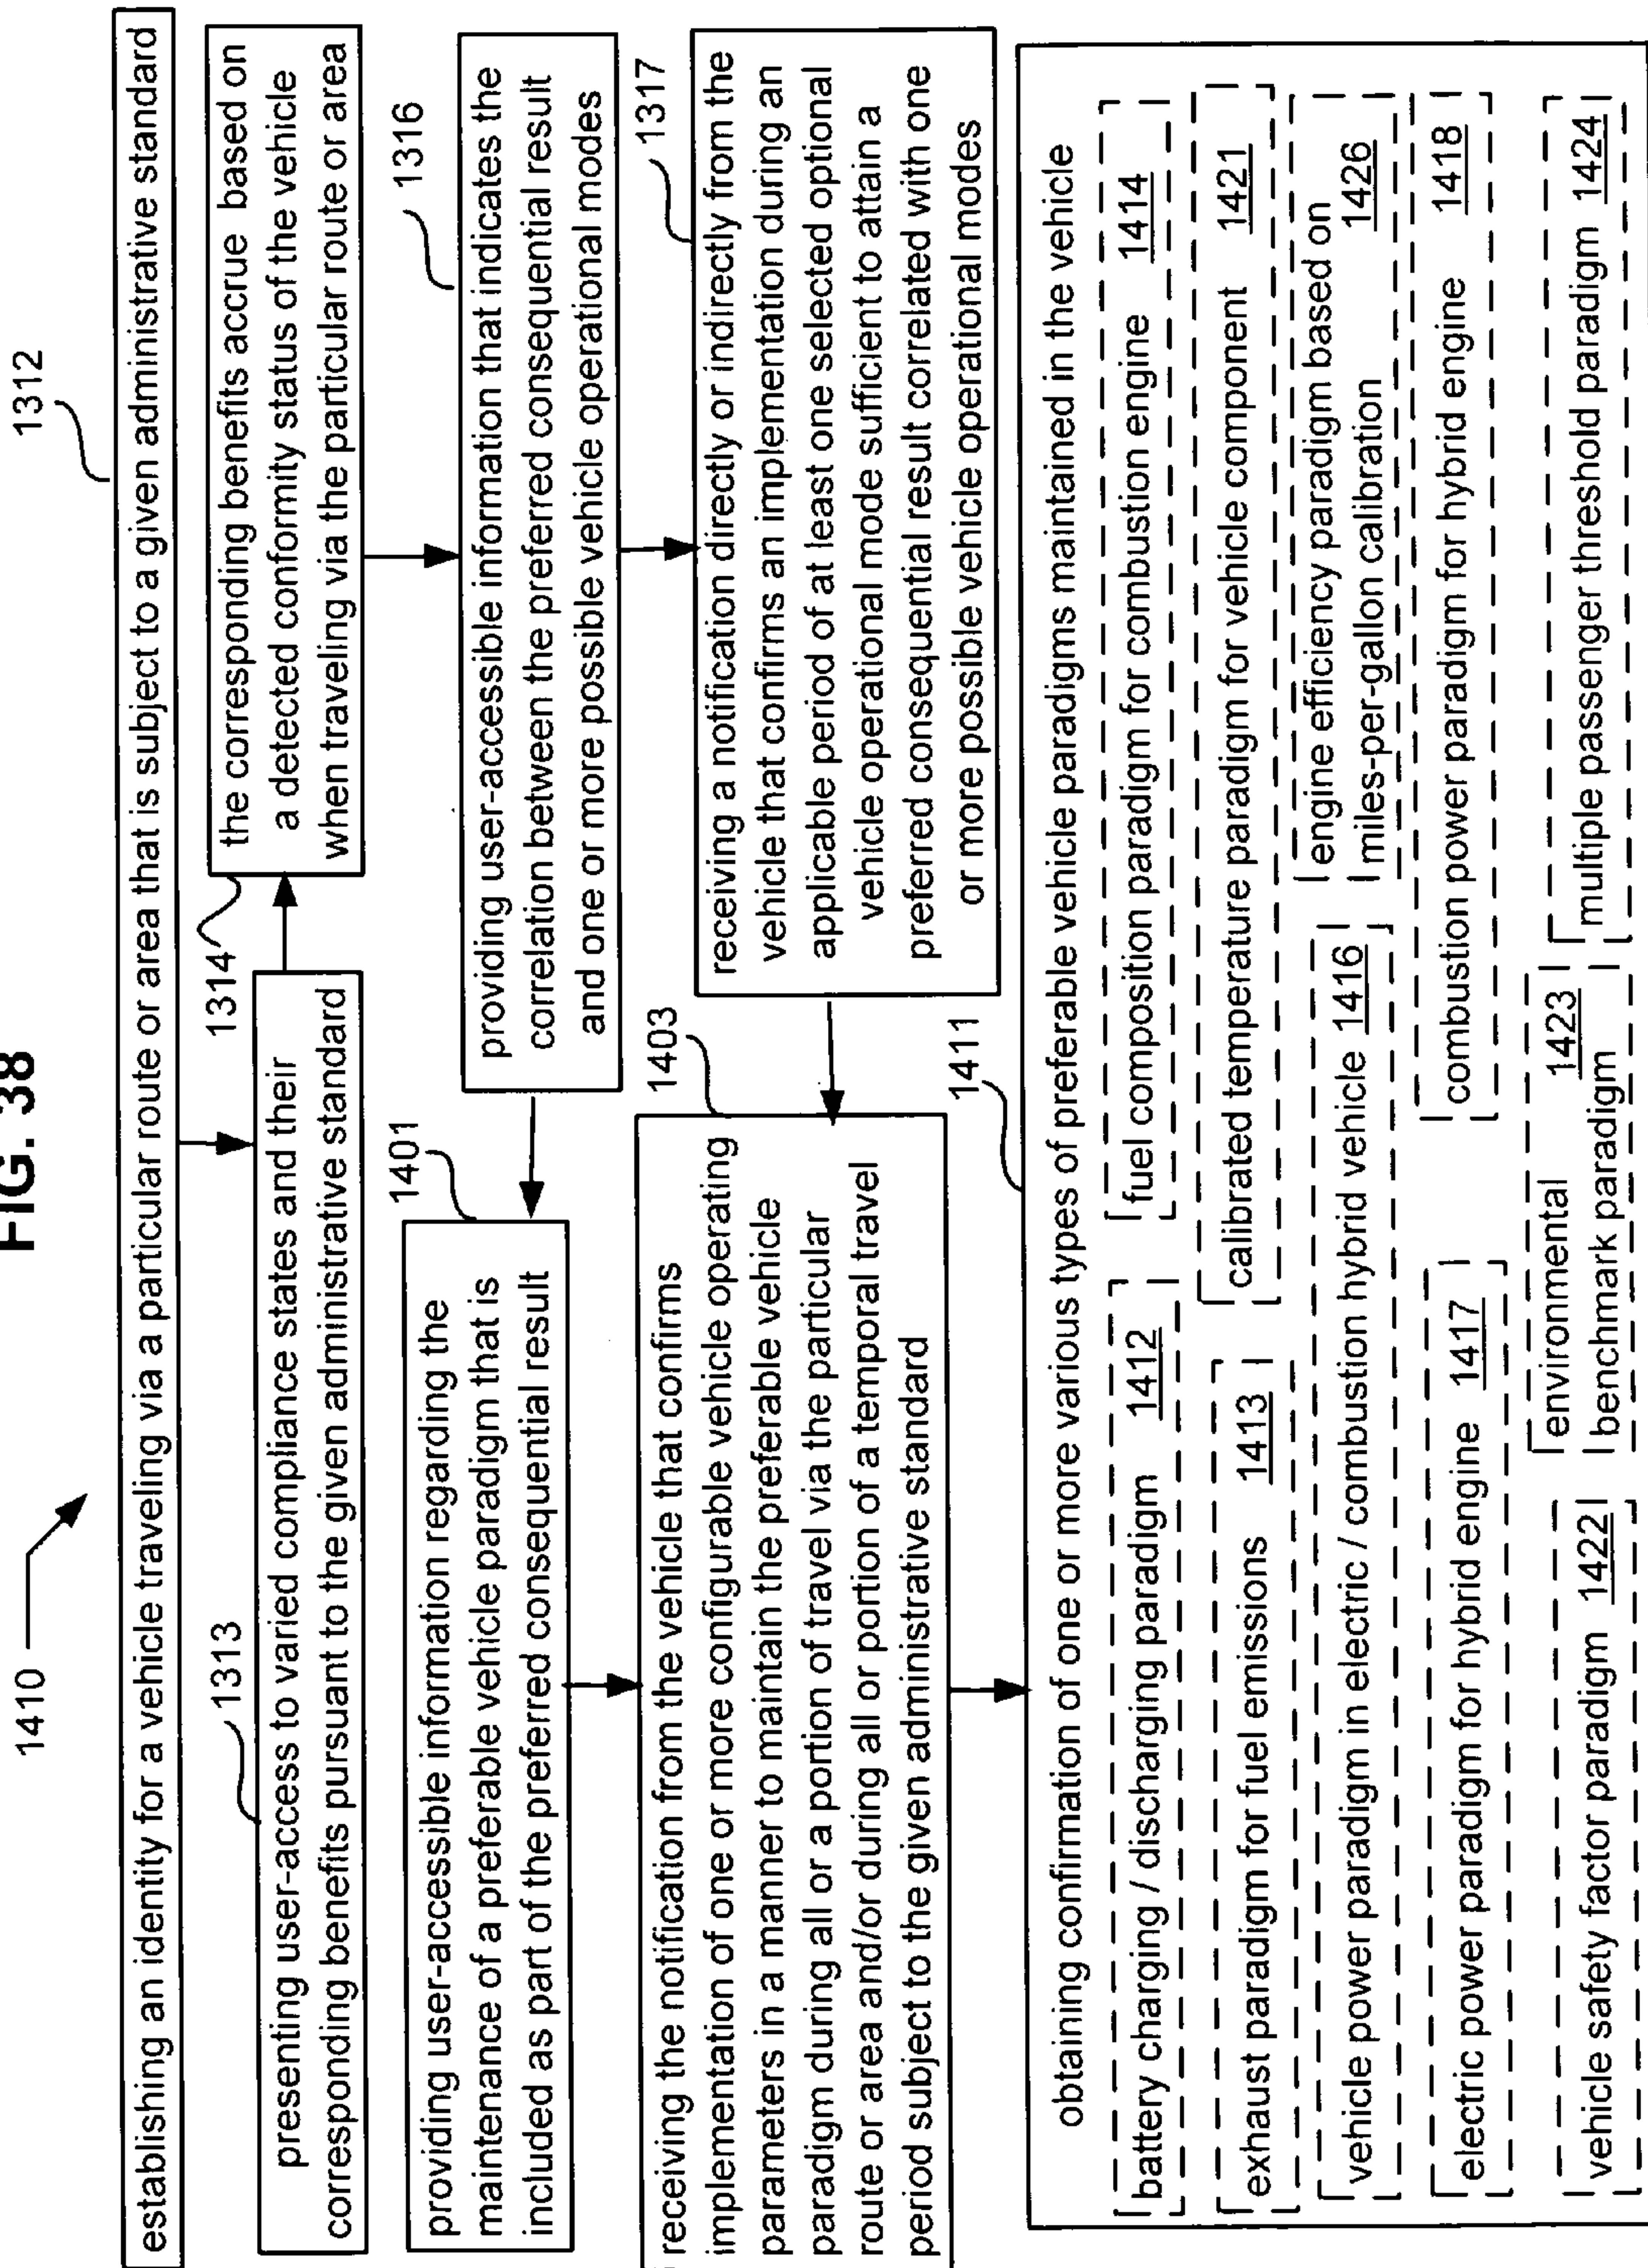 FIG. 38
1410
1312
establishing an identity for a vehicle traveling via a particular route or area that is subject to a given administrative standard
1313
presenting user-access to varied compliance states and their
corresponding benefits pursuant to the given administrative standard
1314
the corresponding benefits accrue based on
a detected conformity status of the vehicle
when traveling via the particular route or area
1316
providing user-accessible information that indicates the
correlation between the preferred consequential result
and one or more possible vehicle operational modes
1401
providing user-accessible information regarding the
maintenance of a preferable vehicle paradigm that is
included as part of the preferred consequential result
1317
receiving a notification directly or indirectly from the
vehicle that confirms an implementation during an
applicable period of at least one selected optional
vehicle operational mode sufficient to attain a
preferred consequential result correlated with one
or more possible vehicle operational modes
1403
receiving the notification from the vehicle that confirms
implementation of one or more configurable vehicle operating
parameters in a manner to maintain the preferable vehicle
paradigm during all or a portion of travel via the particular
route or area and/or during all or portion of a temporal travel
period subject to the given administrative standard
1411
obtaining confirmation of one or more various types of preferable vehicle paradigms maintained in the vehicle
battery charging / discharging paradigm 1412
fuel composition paradigm for combustion engine 1414
exhaust paradigm for fuel emissions 1413
calibrated temperature paradigm for vehicle component 1421
vehicle power paradigm in electric / combustion hybrid vehicle 1416
engine efficiency paradigm based on
miles-per-gallon calibration 1426
electric power paradigm for hybrid engine 1417
combustion power paradigm for hybrid engine 1418
vehicle safety factor paradigm 1422
environmental 1423
benchmark paradigm
multiple passenger threshold paradigm 1424